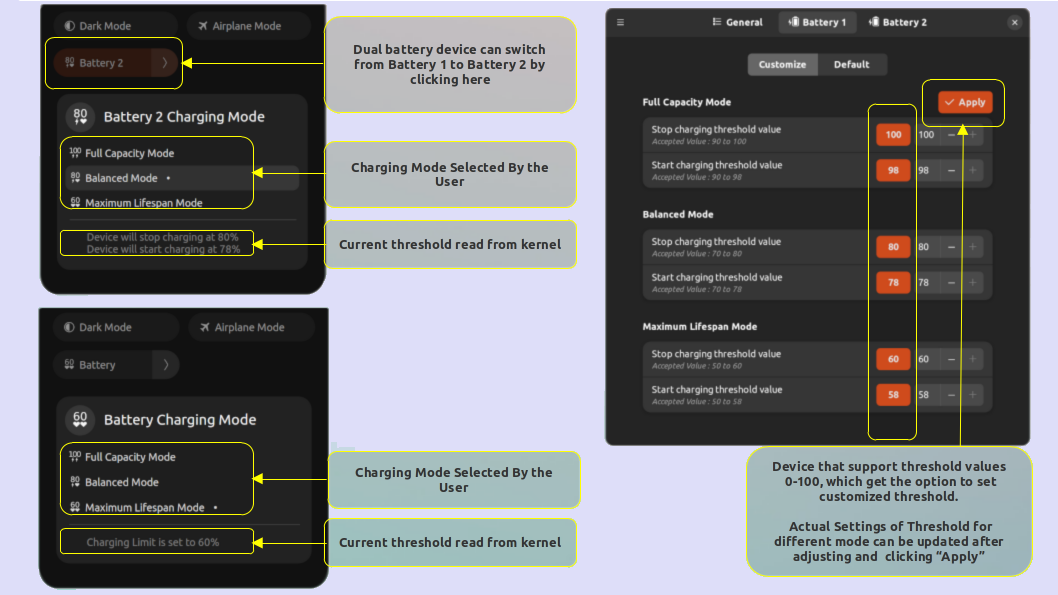 Dark Mode
Airplane Mode
80
Battery 2
80
Battery 2 Charging Mode
100
Full Capacity Mode
80
Balanced Mode •
60
Maximum Lifespan Mode
Device will stop charging at 80%
Device will start charging at 78%
Dual battery device can switch
from Battery 1 to Battery 2 by
clicking here
Charging Mode Selected By the
User
Current threshold read from kernel
Dark Mode
Airplane Mode
60
Battery
60
Battery Charging Mode
100
Full Capacity Mode
80
Balanced Mode
60
Maximum Lifespan Mode •
Charging Limit is set to 60%
Charging Mode Selected By the
User
Current threshold read from kernel
General
Battery 1
Battery 2
Customize
Default
Full Capacity Mode
Apply
Stop charging threshold value
Accepted Value : 90 to 100
100
100
Start charging threshold value
Accepted Value : 90 to 98
98
98
Balanced Mode
Stop charging threshold value
Accepted Value : 70 to 80
80
80
Start charging threshold value
Accepted Value : 70 to 78
78
78
Maximum Lifespan Mode
Stop charging threshold value
Accepted Value : 50 to 60
60
60
Start charging threshold value
Accepted Value : 50 to 58
58
58
Device that support threshold values
0-100, which get the option to set
customized threshold.
Actual Settings of Threshold for
different mode can be updated after
adjusting and clicking “Apply”